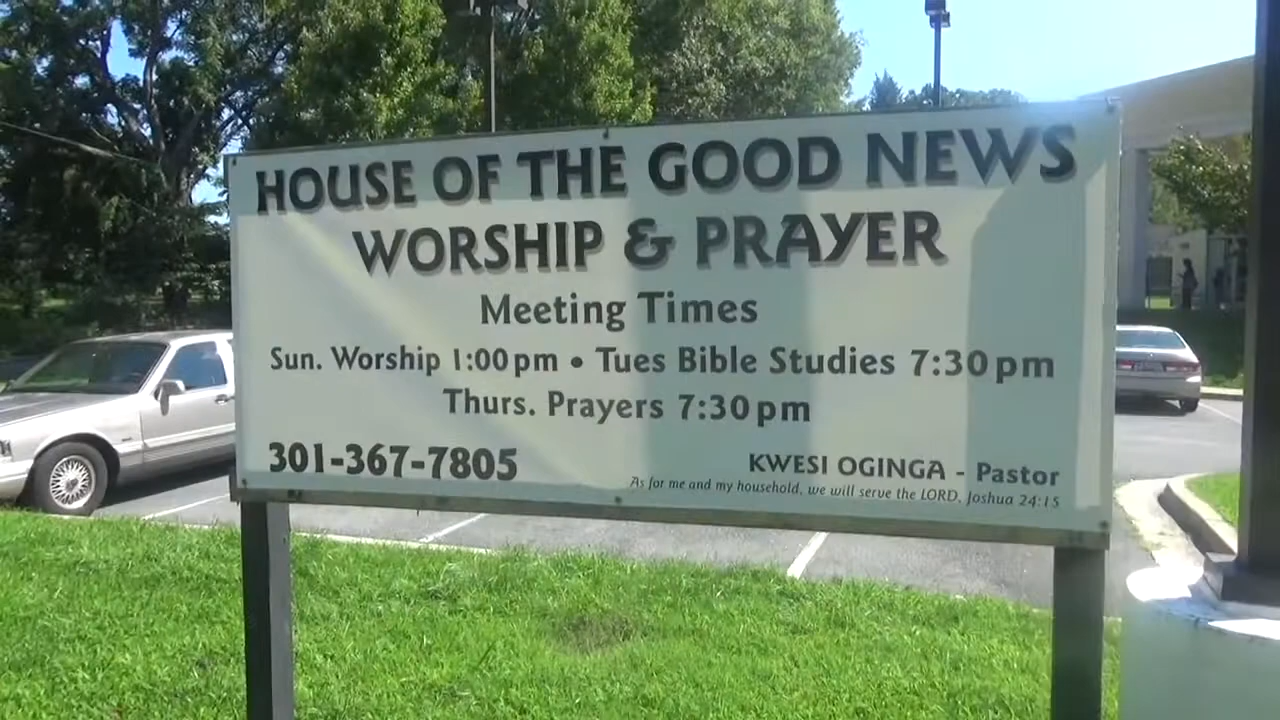 HOUSE OF THE GOOD NEWS
WORSHIP & PRAYER
Meeting Times
Sun. Worship 1:00pm • Tues Bible Studies 7:30pm
Thurs. Prayers 7:30pm
301-367-7805
KWESI OGINGA - Pastor
As for me and my household, we will serve the LORD, Joshua 24:15